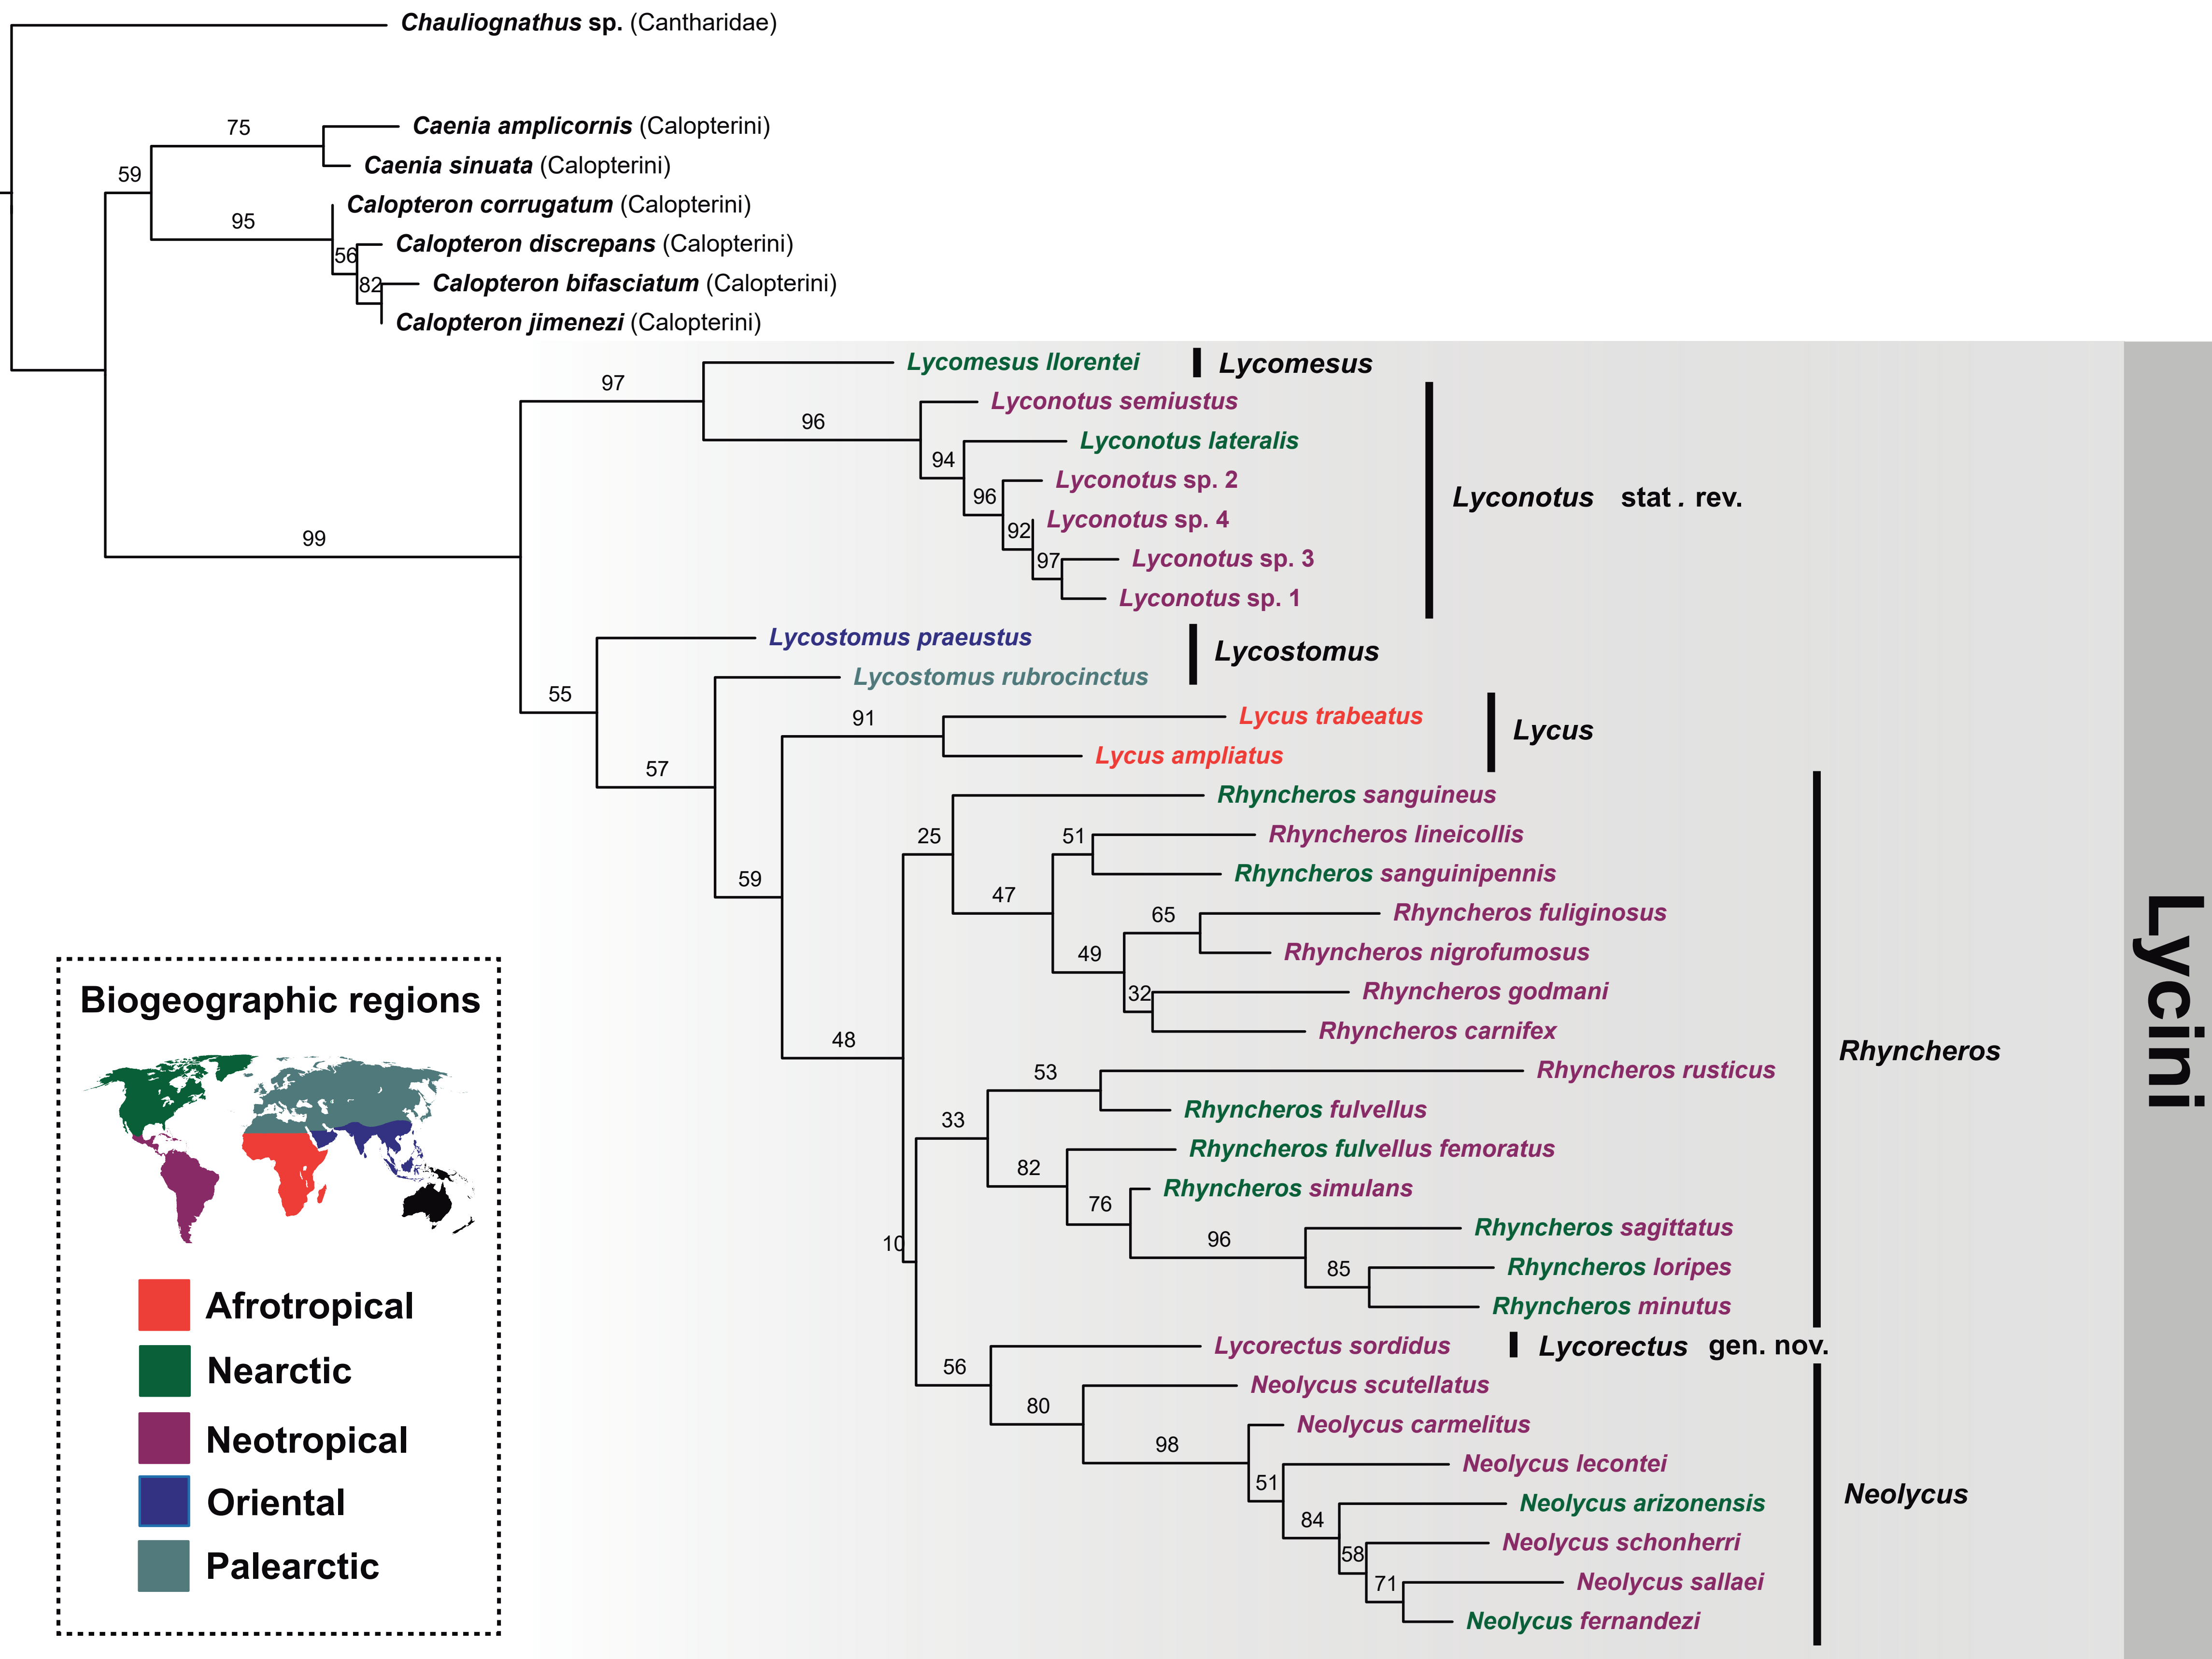 Chauliognathus sp. (Cantharidae)
75
Caenia amplicornis (Calopterini)
Caenia sinuata (Calopterini)
59
95
Calopteron corrugatum (Calopterini)
Calopteron discrepans (Calopterini)
56
82
Calopteron bifasciatum (Calopterini)
Calopteron jimenezi (Calopterini)
99
97
Lycomesus llorentei
Lycomesus
96
Lyconotus semiustus
94
Lyconotus lateralis
96
Lyconotus sp. 2
Lyconotus stat. rev.
92
Lyconotus sp. 4
97
Lyconotus sp. 3
Lyconotus sp. 1
55
Lycostomus praeustus
Lycostomus
57
Lycostomus rubrocinctus
91
Lycus trabeatus
Lycus
Lycus ampliatus
59
25
Rhyncheros sanguineus
51
Rhyncheros lineicollis
47
Rhyncheros sanguinipennis
65
Rhyncheros fuliginosus
49
Rhyncheros nigrofumosus
32
Rhyncheros godmani
Rhyncheros carnifex
48
Rhyncheros
53
Rhyncheros rusticus
33
Rhyncheros fulvellus
82
Rhyncheros fulvellus femoratus
76
Rhyncheros simulans
96
Rhyncheros sagittatus
10
85
Rhyncheros loripes
Rhyncheros minutus
56
Lycorectus sordidus
Lycorectus gen. nov.
80
Neolycus scutellatus
98
Neolycus carmelitus
51
Neolycus lecontei
Neolycus
84
Neolycus arizonensis
58
Neolycus schonherri
71
Neolycus sallaei
Neolycus fernandezi
Lycini
Biogeographic regions
Afrotropical
Nearctic
Neotropical
Oriental
Palearctic